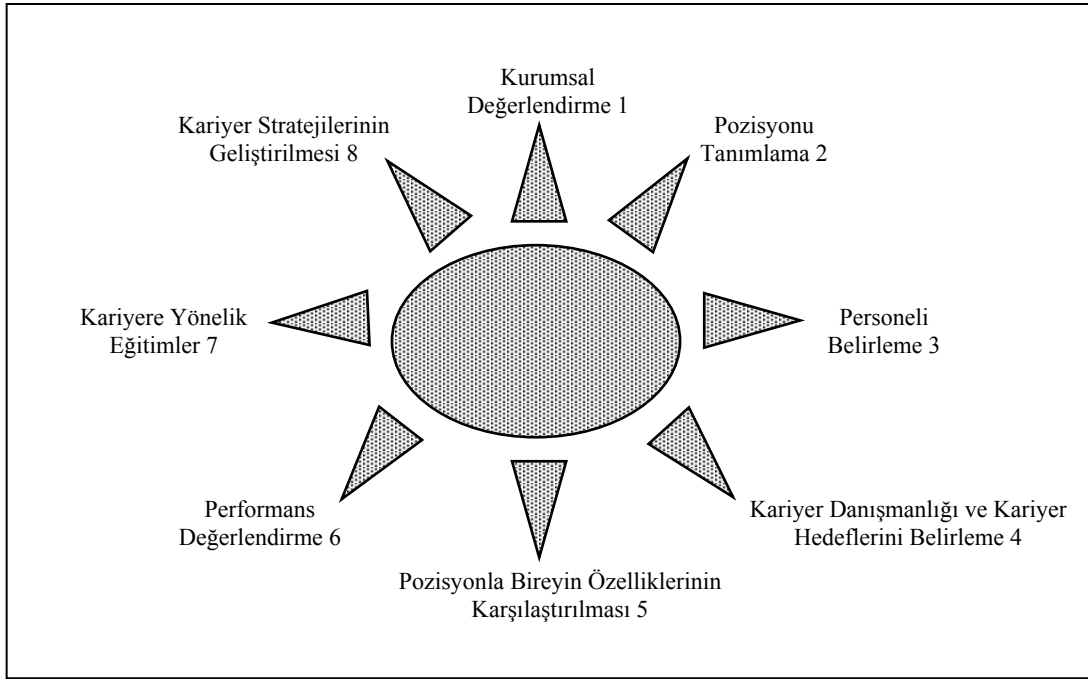 Kurumsal
Değerlendirme 1
Pozisyonu
Tanımlama 2
Personeli
Belirleme 3
Kariyer Danışmanlığı ve Kariyer
Hedeflerini Belirleme 4
Pozisyonla Bireyin Özelliklerinin
Karşılaştırılması 5
Performans
Değerlendirme 6
Kariyere Yönelik
Eğitimler 7
Kariyer Stratejilerinin
Geliştirilmesi 8